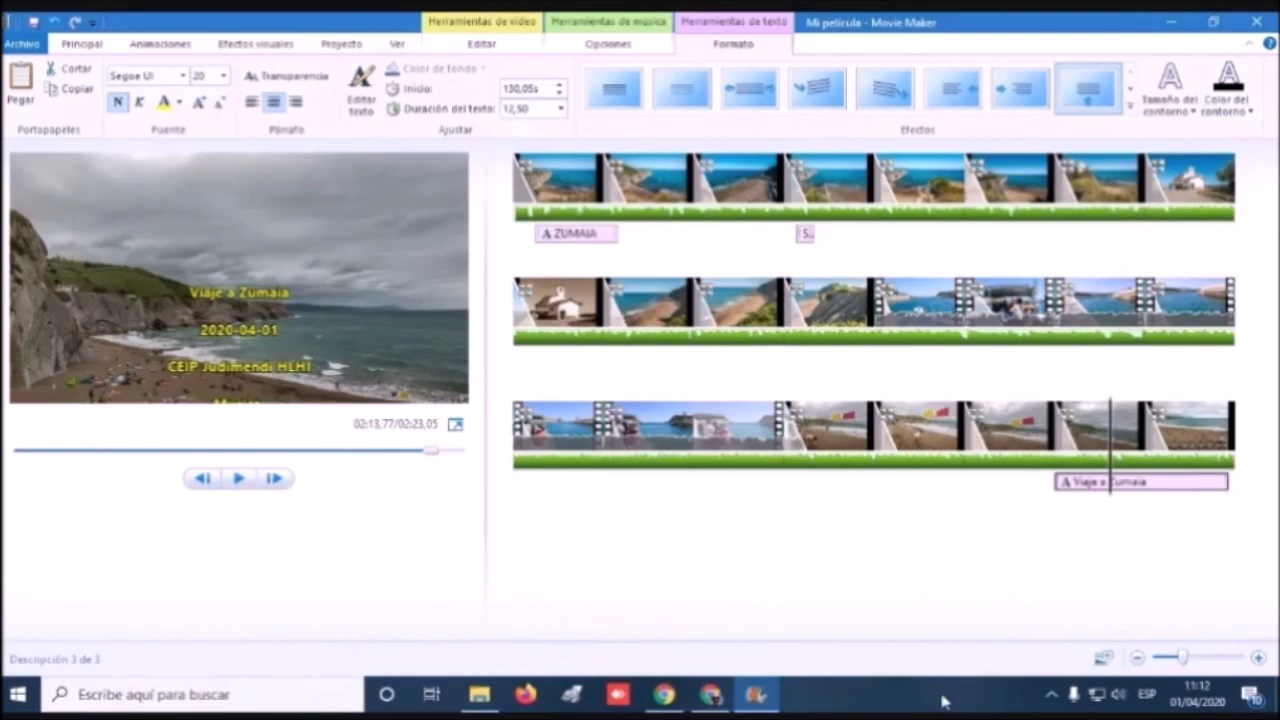 Herramientas de vídeo Herramientas de música Herramientas de texto Mi película - Movie Maker
Archivo Principal Animaciones Efectos visuales Proyecto Ver Editar Opciones Formato
Pegar
Cortar
Copiar
Portapapeles
Segoe UI 20
N K A A A
Fuente
Transparencia
Párrafo
Editar texto
Color de fondo
Inicio: 130,05s
Duración del texto: 12,50
Ajustar
Efectos
Tamaño del contorno
Color del contorno
Viaje a Zumaia
2020-04-01
CEIP Judimendi HLHI
02:13,77/02:23,05
A ZUMAIA
S..
A Viaje a Zumaia
Descripción 3 de 3
Escribe aquí para buscar
ESP
11:12
01/04/2020
10